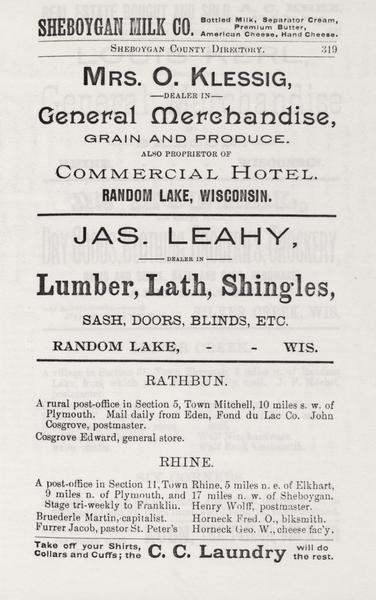 SHEBOYGAN MILK CO. Bottled Milk, Separator Cream,
Premium Butter,
American Cheese, Hand Cheese.
SHEBOYGAN COUNTY DIRECTORY. 319
MRS. O. KLESSIG,
—DEALER IN—
General Merchandise,
GRAIN AND PRODUCE.
ALSO PROPRIETOR OF
COMMERCIAL HOTEL.
RANDOM LAKE, WISCONSIN.
JAS. LEAHY,
DEALER IN
Lumber, Lath, Shingles,
SASH, DOORS, BLINDS, ETC.
RANDOM LAKE, - - WIS.
RATHBUN.
A rural post-office in Section 5, Town Mitchell, 10 miles s. w. of
Plymouth. Mail daily from Eden, Fond du Lac Co. John
Cosgrove, postmaster.
Cosgrove Edward, general store.
RHINE.
A post-office in Section 11, Town Rhine, 5 miles n. e. of Elkhart,
9 miles n. of Plymouth, and 17 miles n. w. of Sheboygan.
Stage tri-weekly to Franklin. Henry Wolff, postmaster.
Bruederle Martin, capitalist. Horneck Fred. O., blksmith.
Furrer Jacob, pastor St. Peter's Horneck Geo. W., cheese fac'y.
Take off your Shirts,
Collars and Cuffs; the C. C. Laundry will do
the rest.